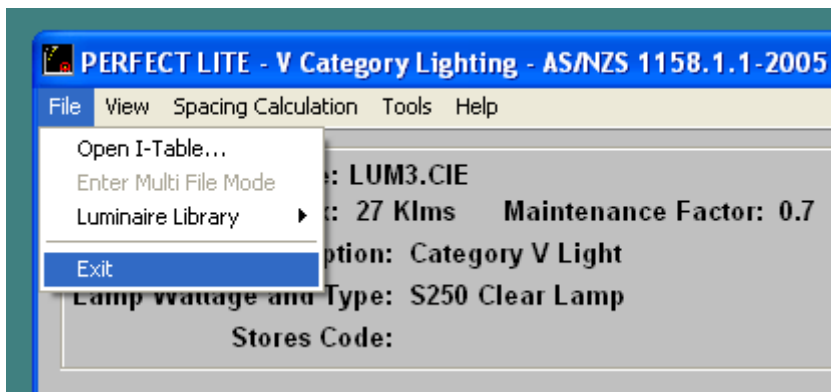 PERFECT LITE - V Category Lighting - AS/NZS 1158.1.1-2005
File View Spacing Calculation Tools Help
Open I-Table...
Enter Multi File Mode
Luminaire Library
Exit
: LUM3.CIE
: 27 Klms Maintenance Factor: 0.7
ption: Category V Light
Lamp Wattage and Type: S250 Clear Lamp
Stores Code: